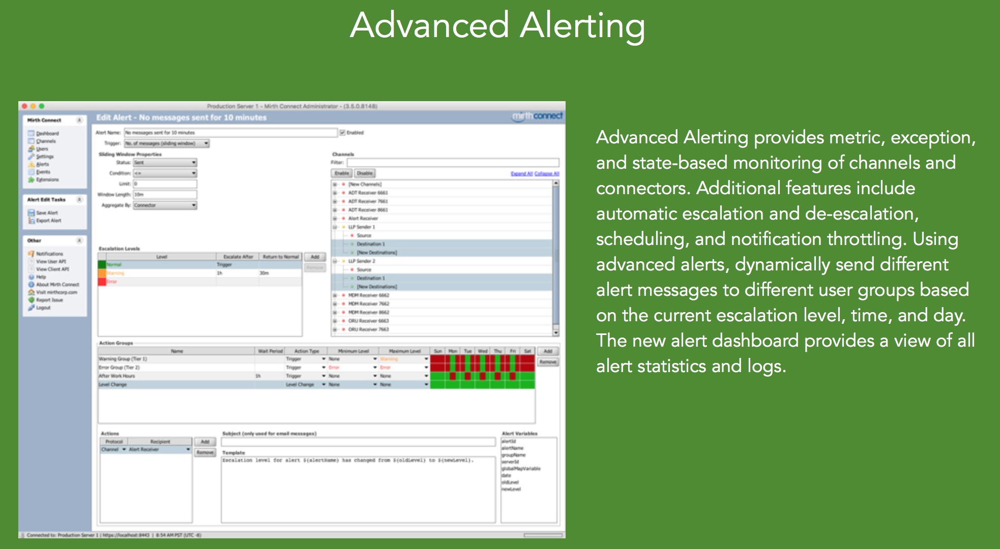 Advanced Alerting
Production Server 1 - Mirth Connect Administrator - (3.5.0.8148)
Mirth Connect
Dashboard
Channels
Users
Settings
Alerts
Events
Extensions
Alert Edit Tasks
Save Alert
Export Alert
Other
Notifications
View User API
View Client API
Help
About Mirth Connect
Visit mirthcorp.com
Report Issue
Logout
Edit Alert - No messages sent for 10 minutes
mirthconnect
Alert Name: No messages sent for 10 minutes Enabled
Trigger: No. of messages (sliding window)
Sliding Window Properties
Status: Sent
Condition: <=
Limit: 0
Window Length: 10m
Aggregate By: Connector
Channels
Filter:
Enable Disable Expand All Collapse All
[New Channels]
ADT Receiver 6661
ADT Receiver 7661
ADT Receiver 8661
Alert Receiver
LLP Sender 1
Source
Destination 1
[New Destinations]
LLP Sender 2
Source
Destination 1
[New Destinations]
MDM Receiver 6662
MDM Receiver 7662
MDM Receiver 8662
ORU Receiver 6663
ORU Receiver 7663
Escalation Levels
Level Escalate After Return to Normal Add
Normal Trigger Remove
Warning 1h 30m
Error
Action Groups
Name Wait Period Action Type Minimum Level Maximum Level Sun Mon Tue Wed Thu Fri Sat Add
Warning Group (Tier 1) Trigger None Warning Remove
Error Group (Tier 2) Trigger Error Error
After Work Hours 1h Trigger None None
Level Change Level Change None None
Actions
Protocol Recipient Add
Channel Alert Receiver Remove
Subject (only used for email messages)
Template
Escalation level for alert ${alertName} has changed from ${oldLevel} to ${newLevel}.
Alert Variables
alertId
alertName
groupName
serverId
globalMapVariable
date
oldLevel
newLevel
Connected to: Production Server 1 | https://localhost:8443 | 8:54 AM PST (UTC -8)
Advanced Alerting provides metric, exception,
and state-based monitoring of channels and
connectors. Additional features include
automatic escalation and de-escalation,
scheduling, and notification throttling. Using
advanced alerts, dynamically send different
alert messages to different user groups based
on the current escalation level, time, and day.
The new alert dashboard provides a view of all
alert statistics and logs.